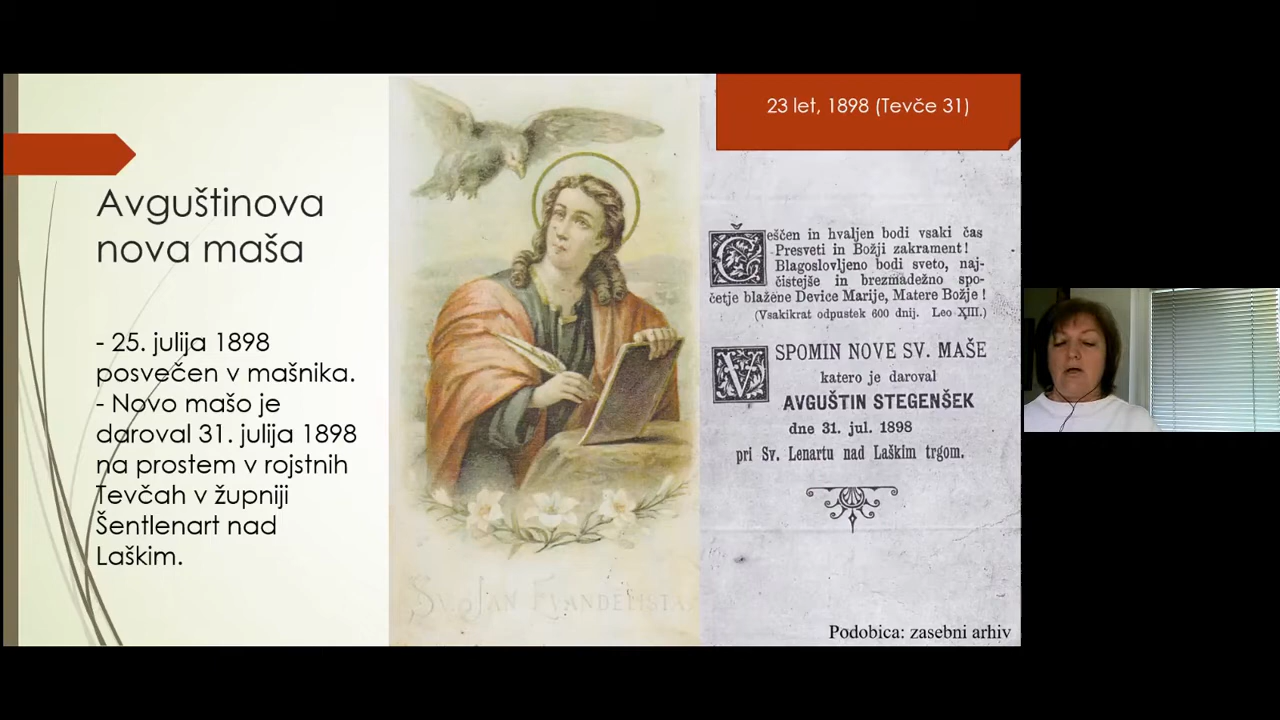 23 let, 1898 (Tevče 31)
Avguštinova
nova maša
- 25. julija 1898
posvečen v mašnika.
- Novo mašo je
daroval 31. julija 1898
na prostem v rojstnih
Tevčah v župniji
Šentlenart nad
Laškim.
Sv. Jan Evandelista
Češčen in hvaljen bodi vsaki čas
Presveti in Božji zakrament!
Blagoslovljeno bodi sveto, naj-
čistejše in brezmadežno spo-
četje blažene Device Marije, Matere Božje!
(Vsakikrat odpustek 600 dnij. Leo XIII.)
V SPOMIN NOVE SV. MAŠE
katero je daroval
AVGUŠTIN STEGENŠEK
dne 31. jul. 1898
pri Sv. Lenartu nad Laškim trgom.
Podobica: zasebni arhiv